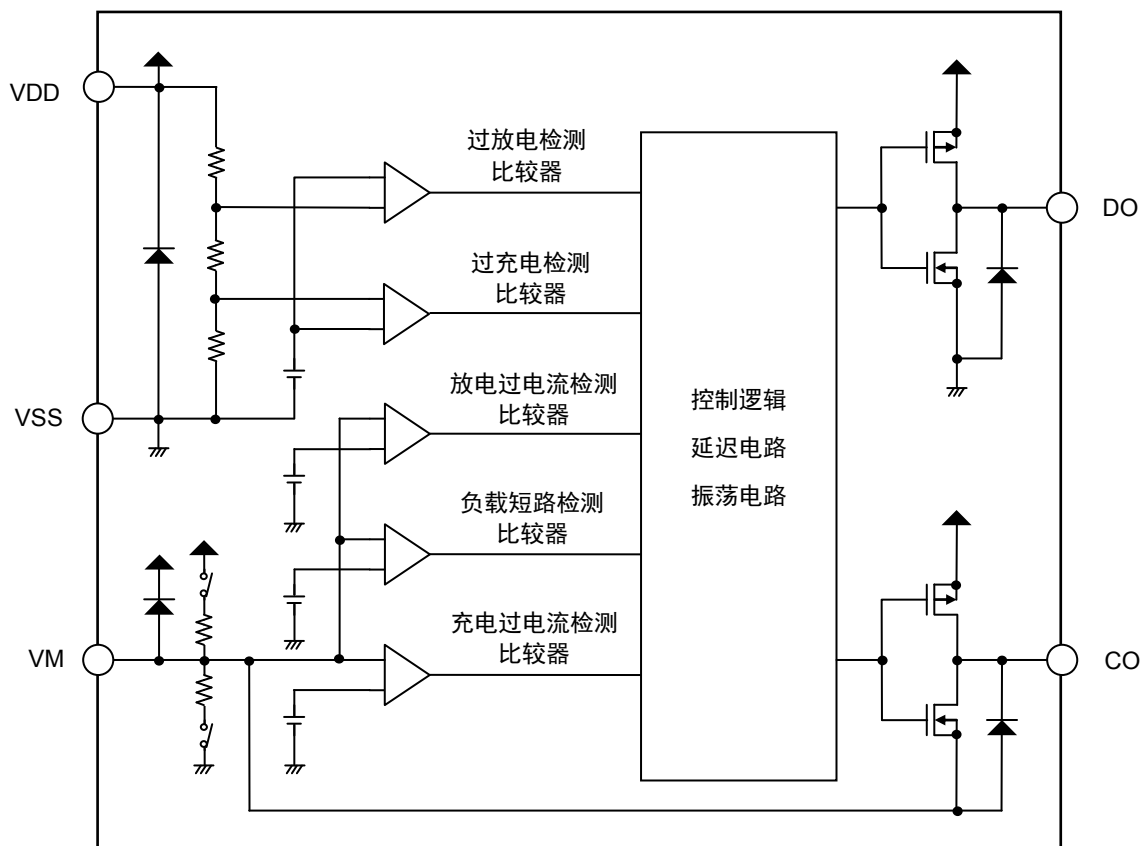 VDD
过放电检测
比较器
DO
过充电检测
比较器
VSS
放电过电流检测
比较器
控制逻辑
延迟电路
振荡电路
负载短路检测
比较器
VM
充电过电流检测
比较器
CO